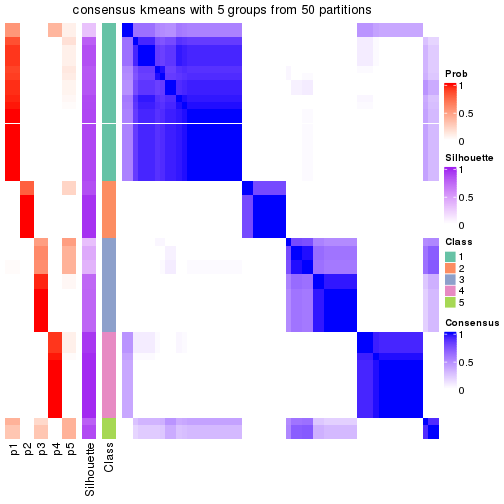 consensus kmeans with 5 groups from 50 partitions
Prob
1
0.5
0
Silhouette
1
0.5
0
Class
1
2
3
4
5
Consensus
1
0.5
0
p1
p2
p3
p4
p5
Silhouette
Class